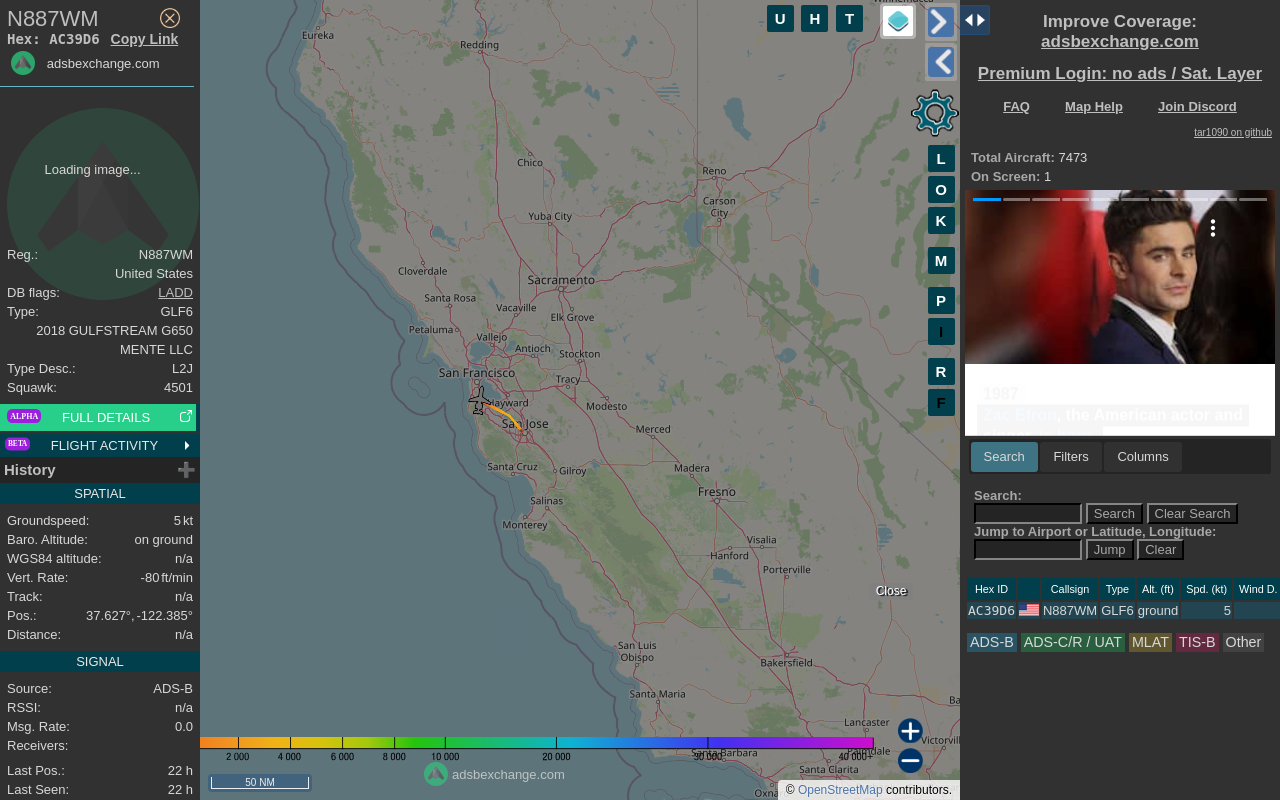 N887WM
Hex: AC39D6 Copy Link
adsbexchange.com
Loading image...
Reg.: N887WM
United States
DB flags: LADD
Type: GLF6
2018 GULFSTREAM G650
MENTE LLC
Type Desc.: L2J
Squawk: 4501
ALPHA FULL DETAILS
BETA FLIGHT ACTIVITY
History
SPATIAL
Groundspeed: 5 kt
Baro. Altitude: on ground
WGS84 altitude: n/a
Vert. Rate: -80 ft/min
Track: n/a
Pos.: 37.627°, -122.385°
Distance: n/a
SIGNAL
Source: ADS-B
RSSI: n/a
Msg. Rate: 0.0
Receivers:
Last Pos.: 22 h
Last Seen: 22 h
U H T
L
O
K
M
P
I
R
F
Eureka
Redding
Chico
Reno
Carson
City
Yuba City
Cloverdale
Sacramento
Santa Rosa
Vacaville
Elk Grove
Petaluma
Vallejo
Antioch
Stockton
San Francisco
Tracy
Hayward
Modesto
San Jose
Merced
Santa Cruz
Gilroy
Madera
Fresno
Salinas
Monterey
Visalia
Hanford
Porterville
Close
San Luis
Obispo
Bakersfield
Santa Maria
Lancaster
Santa Barbara
Santa Clarita
2 000 4 000 6 000 8 000 10 000 20 000 30 000 40 000+
50 NM
adsbexchange.com
© OpenStreetMap contributors.
Improve Coverage:
adsbexchange.com
Premium Login: no ads / Sat. Layer
FAQ Map Help Join Discord
tar1090 on github
Total Aircraft: 7473
On Screen: 1
1987
Zac Efron, the American actor and
singer
Search Filters Columns
Search:
Search Clear Search
Jump to Airport or Latitude, Longitude:
Jump Clear
Hex ID Callsign Type Alt. (ft) Spd. (kt) Wind D.
AC39D6 N887WM GLF6 ground 5
ADS-B ADS-C/R / UAT MLAT TIS-B Other